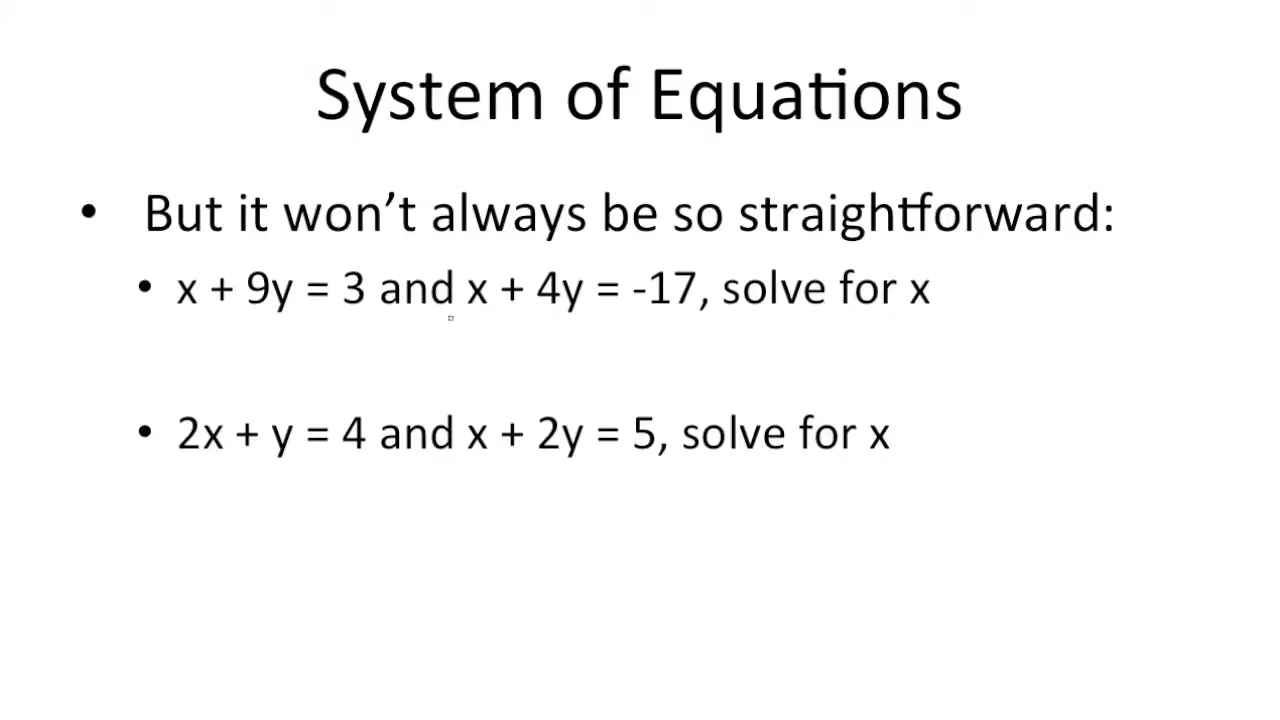 System of Equations
• But it won’t always be so straightforward:
• x + 9y = 3 and x + 4y = -17, solve for x
• 2x + y = 4 and x + 2y = 5, solve for x